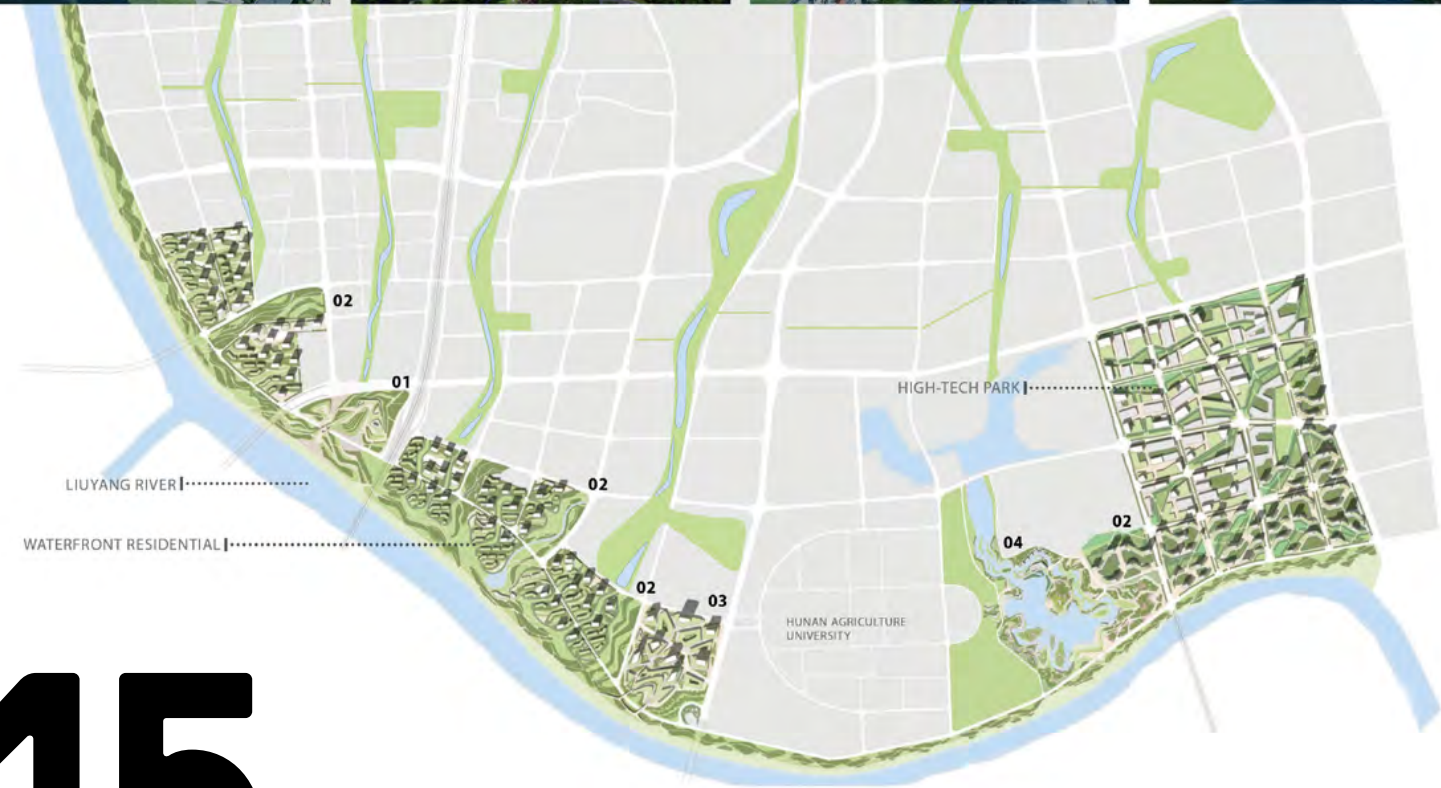 02
01
HIGH-TECH PARK
LIUYANG RIVER
02
02
WATERFRONT RESIDENTIAL
04
02
03
HUNAN AGRICULTURE
UNIVERSITY
15